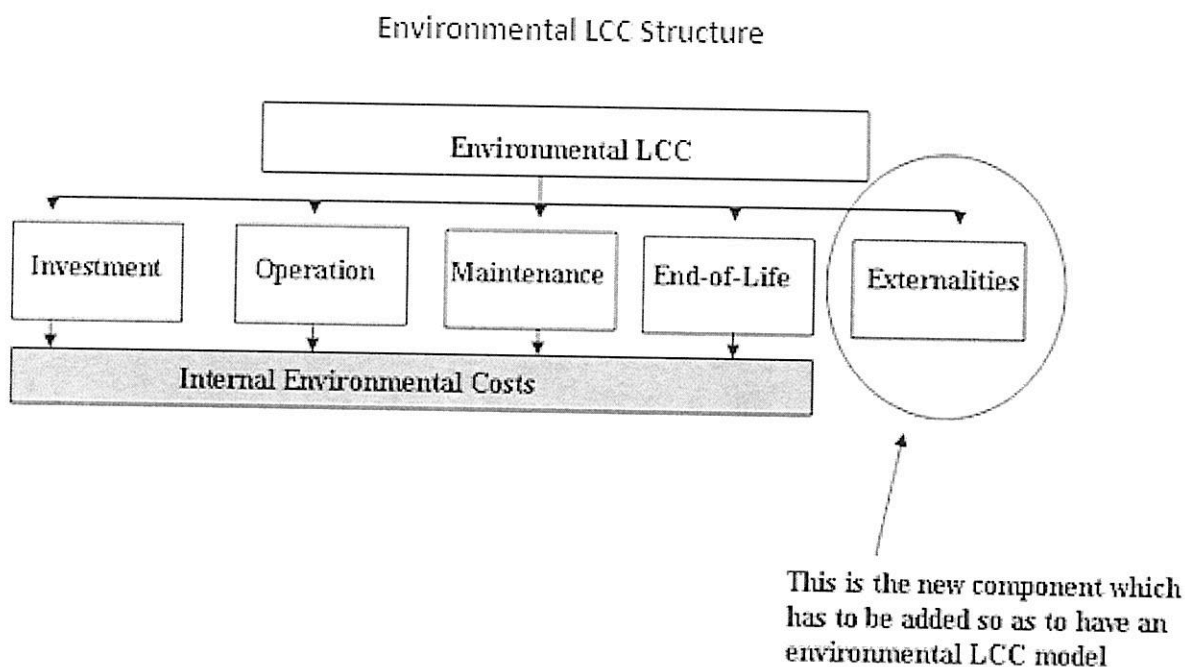 Environmental LCC Structure
Environmental LCC
Investment
Operation
Maintenance
End-of-Life
Externalities
Internal Environmental Costs
This is the new component which
has to be added so as to have an
environmental LCC model